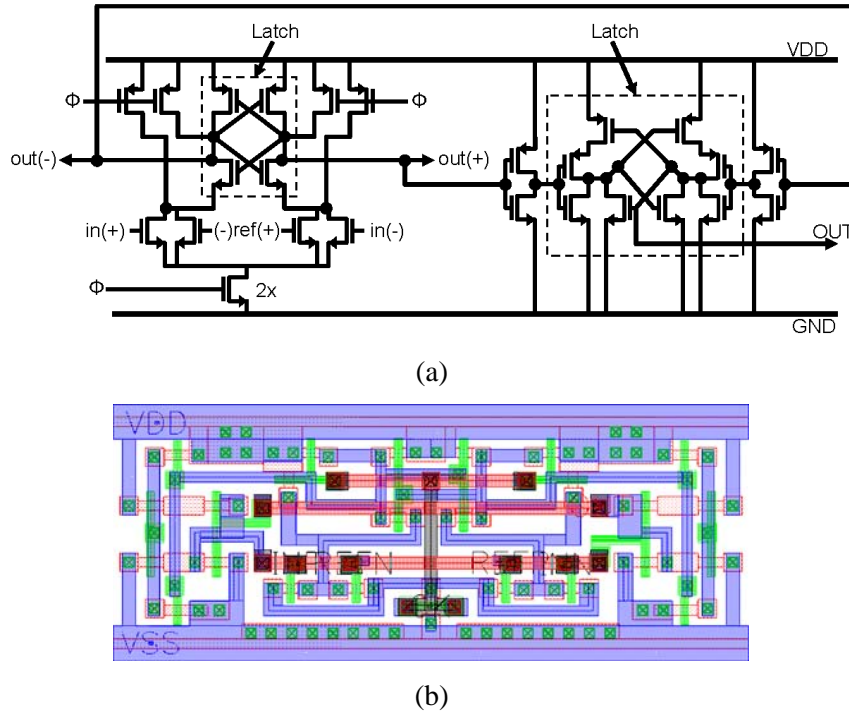 Latch
Latch
VDD
Φ
Φ
out(-)
out(+)
in(+)
(-)ref(+)
in(-)
OUT
Φ
2x
GND
(a)
VDD
VSS
(b)